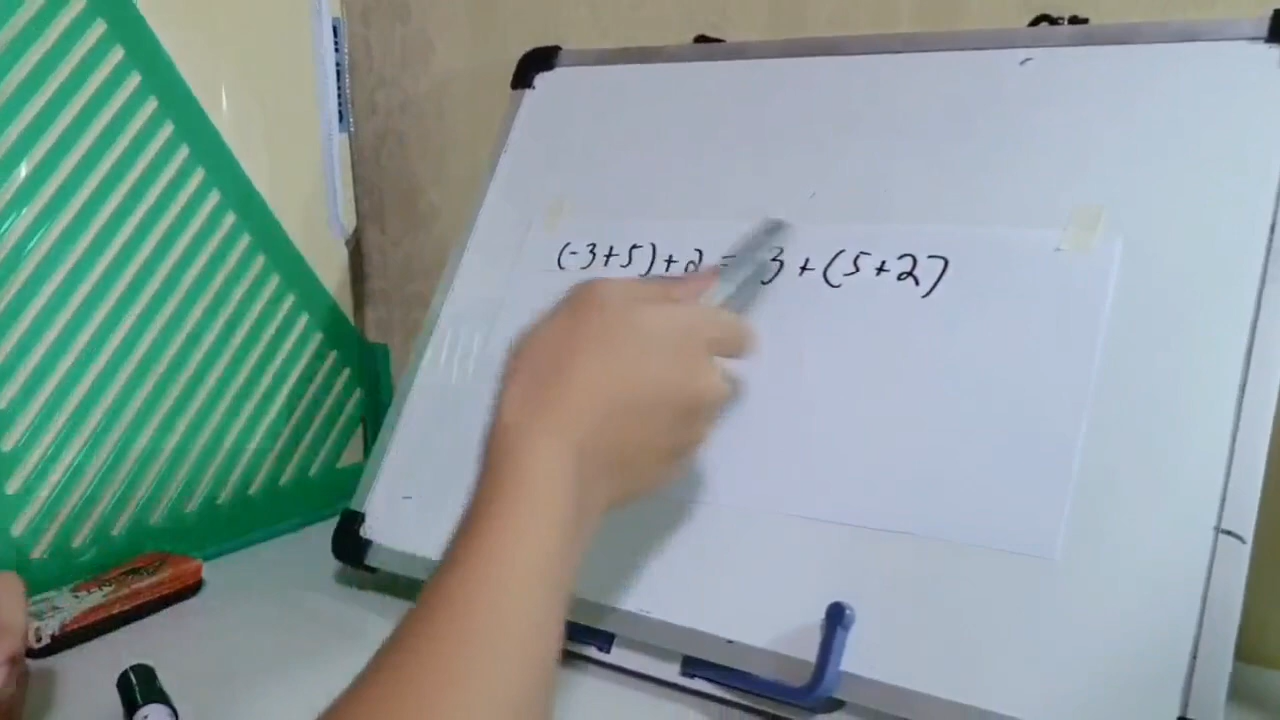 (-3+5)+2 = 3+(5+2)